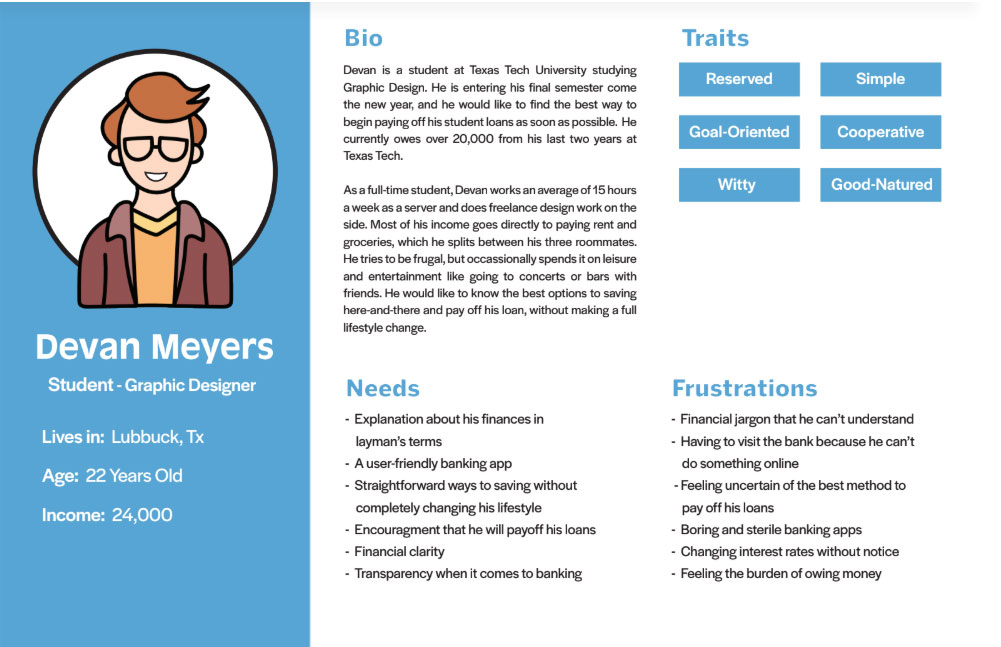 Devan Meyers
Student - Graphic Designer
Lives in: Lubbuck, Tx
Age: 22 Years Old
Income: 24,000
Bio
Devan is a student at Texas Tech University studying
Graphic Design. He is entering his final semester come
the new year, and he would like to find the best way to
begin paying off his student loans as soon as possible. He
currently owes over 20,000 from his last two years at
Texas Tech.
As a full-time student, Devan works an average of 15 hours
a week as a server and does freelance design work on the
side. Most of his income goes directly to paying rent and
groceries, which he splits between his three roommates.
He tries to be frugal, but occassionally spends it on leisure
and entertainment like going to concerts or bars with
friends. He would like to know the best options to saving
here-and-there and pay off his loan, without making a full
lifestyle change.
Traits
Reserved
Simple
Goal-Oriented
Cooperative
Witty
Good-Natured
Needs
- Explanation about his finances in
layman's terms
- A user-friendly banking app
- Straightforward ways to saving without
completely changing his lifestyle
- Encouragment that he will payoff his loans
- Financial clarity
- Transparency when it comes to banking
Frustrations
- Financial jargon that he can't understand
- Having to visit the bank because he can't
do something online
- Feeling uncertain of the best method to
pay off his loans
- Boring and sterile banking apps
- Changing interest rates without notice
- Feeling the burden of owing money